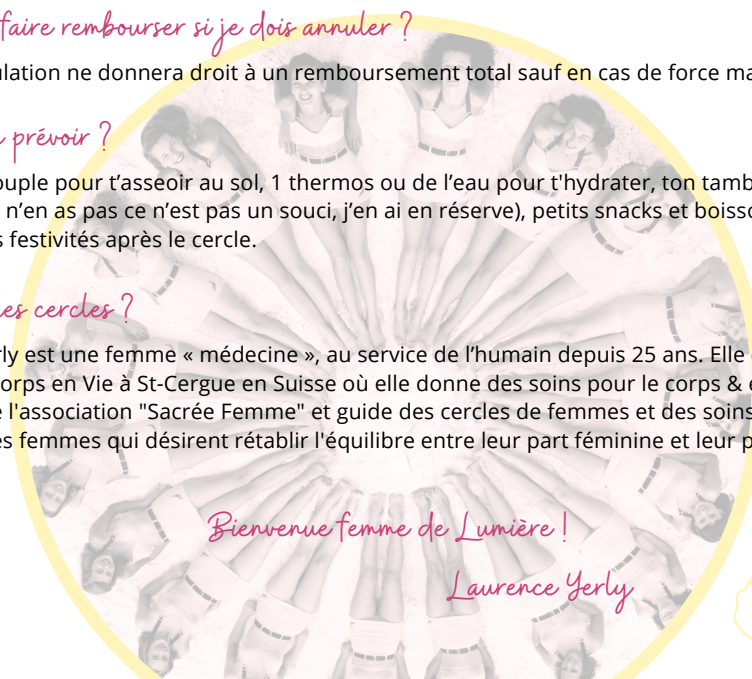 faire rembourser si je dois annuler ?
ulation ne donnera droit à un remboursement total sauf en cas de force ma
prévoir ?
ouple pour t’asseoir au sol, 1 thermos ou de l'eau pour t'hydrater, ton tamb
n’en as pas ce n’est pas un souci, j’en ai en réserve), petits snacks et boisso
s festivités après le cercle.
es cercles ?
rly est une femme « médecine », au service de l’humain depuis 25 ans. Elle
orps en Vie à St-Cergue en Suisse où elle donne des soins pour le corps & e
e l'association "Sacrée Femme" et guide des cercles de femmes et des soins
es femmes qui désirent rétablir l'équilibre entre leur part féminine et leur p
Bienvenue femme de Lumière !
Laurence Yerly